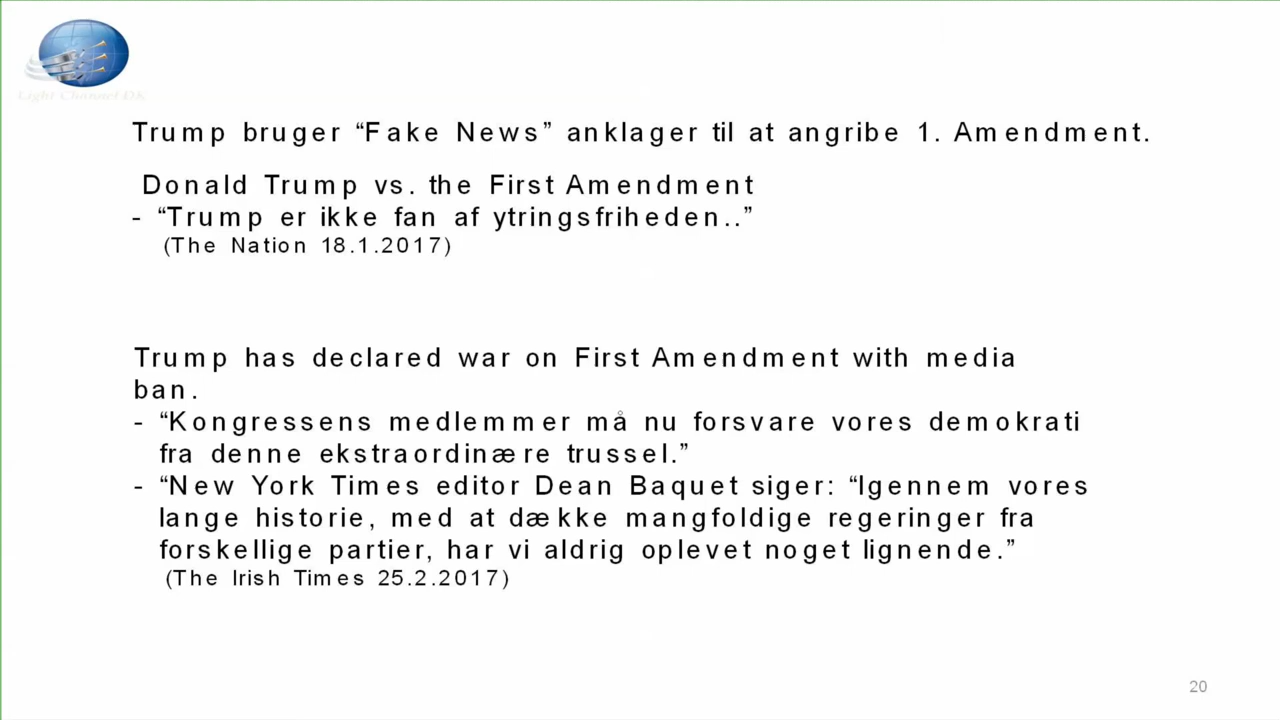 Light Channel DK
Trump bruger “Fake News” anklager til at angribe 1. Amendment.
Donald Trump vs. the First Amendment
- “Trump er ikke fan af ytringsfriheden..”
(The Nation 18.1.2017)
Trump has declared war on First Amendment with media
ban.
- “Kongressens medlemmer må nu forsvare vores demokrati
fra denne ekstraordinære trussel.”
- “New York Times editor Dean Baquet siger: “Igennem vores
lange historie, med at dække mangfoldige regeringer fra
forskellige partier, har vi aldrig oplevet noget lignende.”
(The Irish Times 25.2.2017)
20